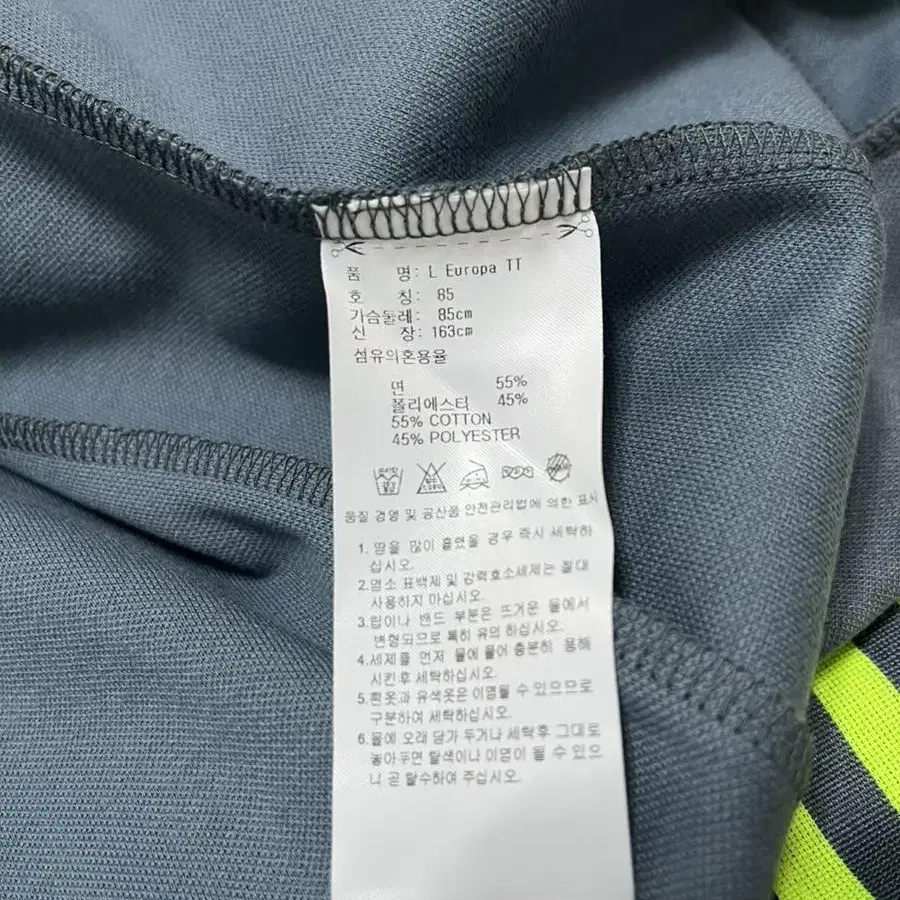 품 명: L Europa TT
호 칭: 85
가슴둘레: 85cm
신 장: 163cm
섬유의혼용율
면 55%
폴리에스터 45%
55% COTTON
45% POLYESTER
품질 경영 및 공산품 안전관리법에 의한 표시
1. 땀을 많이 흘렸을 경우 즉시 세탁하
십시오.
2.염소 표백제 및 강력효소세제는 절대
사용하지 마십시오.
3.립이나 밴드 부분은 뜨거운 물에서
변형되므로 특히 유의 하십시오.
4.세제를 먼저 물에 풀어 충분히 용해
시킨후 세탁하십시오.
5.흰옷과 유색옷은 이염될 수 있으므로
구분하여 세탁하십시오.
6.물에 오래 담가 두거나 세탁후 그대로
놓아두면 탈색이나 이염이 될 수 있으
니 곧 탈수하여 주십시오.